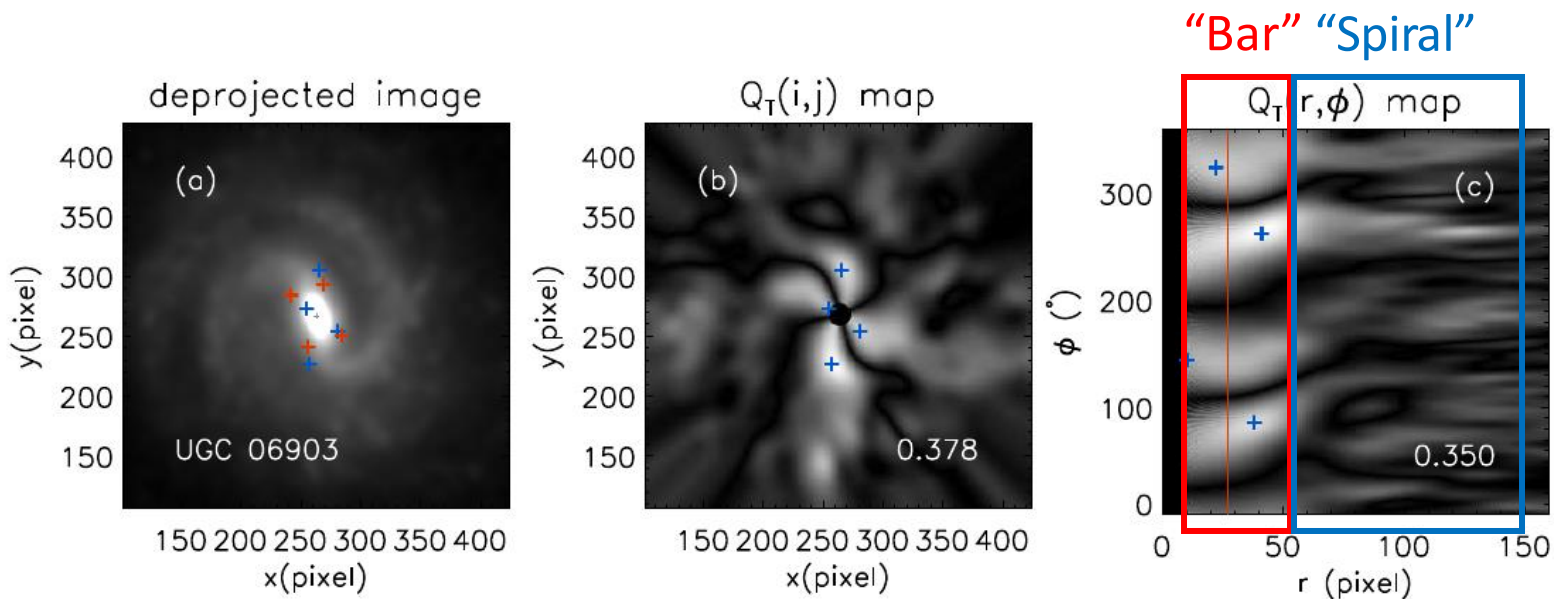 “Bar” “Spiral”
deprojected image
(a)
UGC 06903
400
350
300
250
200
150
y(pixel)
150 200 250 300 350 400
x(pixel)
Q_T(i,j) map
(b)
0.378
400
350
300
250
200
150
y(pixel)
150 200 250 300 350 400
x(pixel)
Q_T(r,ϕ) map
(c)
0.350
300
200
100
0
ϕ (°)
0 50 100 150
r (pixel)